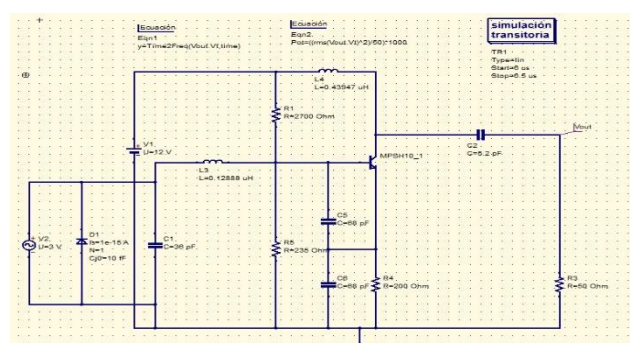 Ecuación
Eqn1
y=Time2Freq(Vout.Vt,time)
Ecuación
Eqn2
Pot=((rms(Vout.Vt)^2)/50)*1000
simulación
transitoria
TR1
Type=lin
Start=6 us
Stop=6.5 us
L4
L=0.43947 uH
R1
R=2700 Ohm
V1
U=12 V
L3
L=0.12888 uH
MPSH10_1
C2
C=8.2 pF
Vout
V2
U=3 V
D1
Is=1e-15 A
N=1
Cj0=10 fF
C1
C=36 pF
R5
R=235 Ohm
C5
C=68 pF
C6
C=68 pF
R4
R=200 Ohm
R3
R=50 Ohm